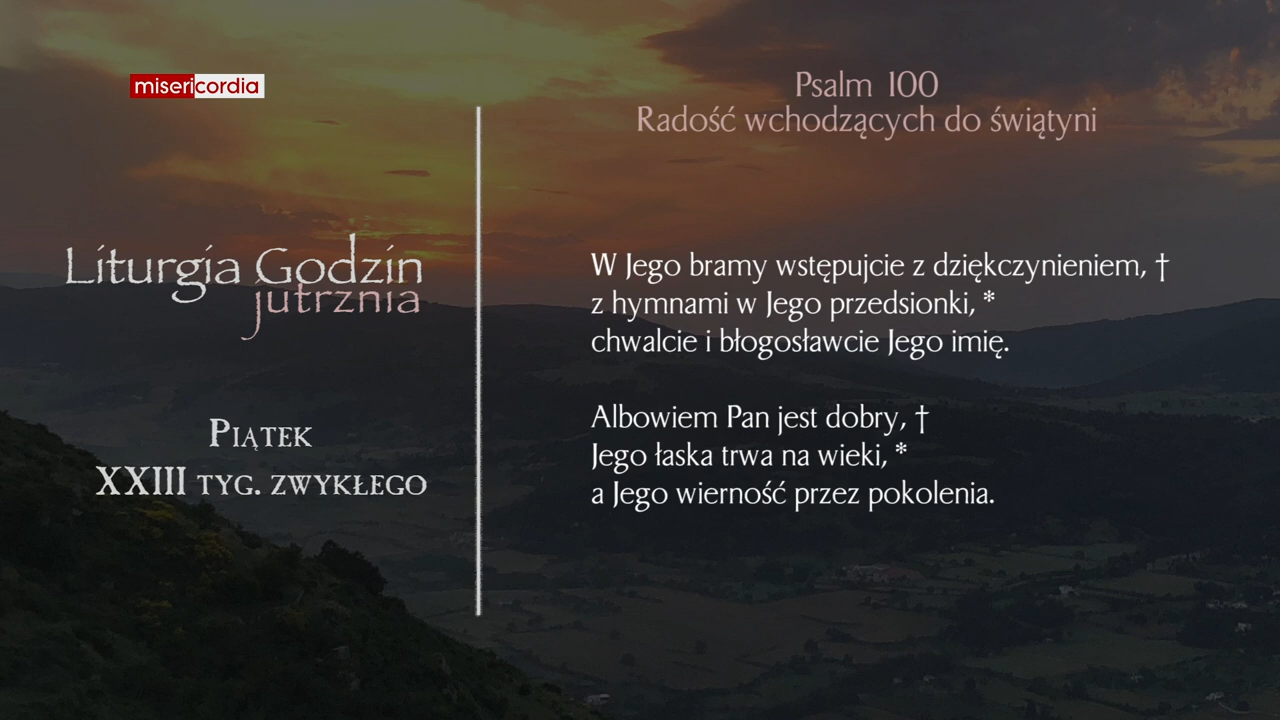 misericordia
Liturgia Godzin
jutrznia
Piątek
XXIII tyg. zwykłego
Psalm 100
Radość wchodzących do świątyni
W Jego bramy wstępujcie z dziękczynieniem, †
z hymnami w Jego przedsionki, *
chwalcie i błogosławcie Jego imię.
Albowiem Pan jest dobry, †
Jego łaska trwa na wieki, *
a Jego wierność przez pokolenia.